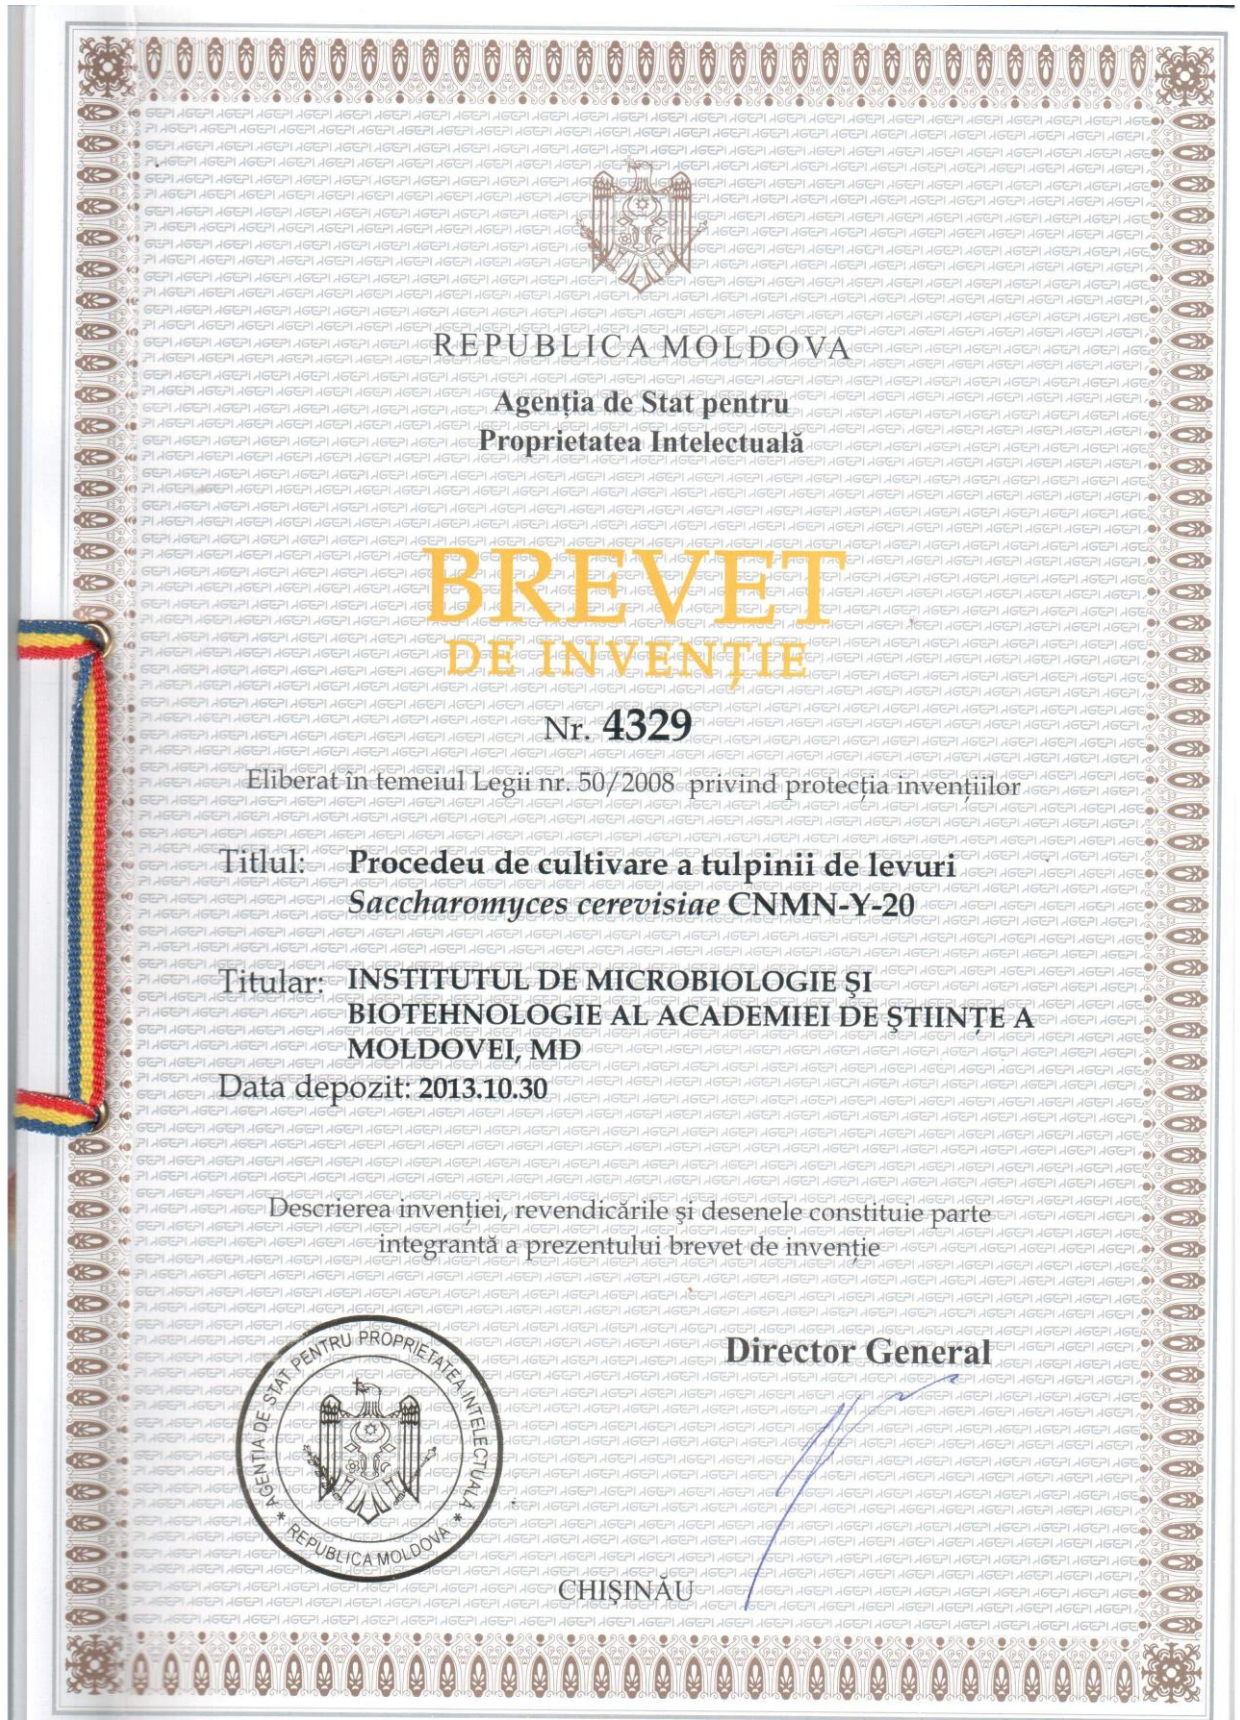 REPUBLICA MOLDOVA
Agenția de Stat pentru
Proprietatea Intelectuală
BREVET
DE INVENȚIE
Nr. 4329
Eliberat în temeiul Legii nr. 50/2008 privind protecția invențiilor
Titlul: Procedeu de cultivare a tulpinii de levuri
Saccharomyces cerevisiae CNMN-Y-20
Titular: INSTITUTUL DE MICROBIOLOGIE ŞI
BIOTEHNOLOGIE AL ACADEMIEI DE ŞTIINŢE A
MOLDOVEI, MD
Data depozit: 2013.10.30
Descrierea invenției, revendicările şi desenele constituie parte
integrantă a prezentului brevet de invenție
Director General
AGENȚIA DE STAT PENTRU PROPRIETATEA INTELECTUALĂ
* REPUBLICA MOLDOVA *
CHIŞINĂU